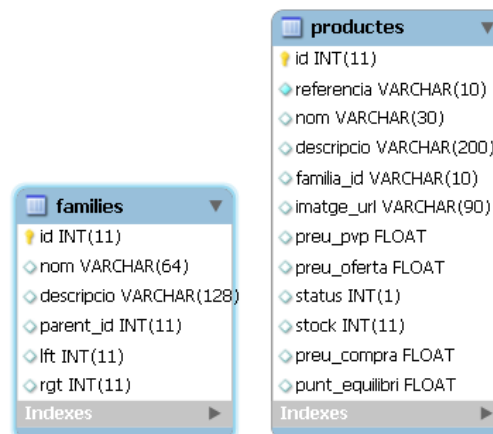 families
id INT(11)
nom VARCHAR(64)
descripcio VARCHAR(128)
parent_id INT(11)
lft INT(11)
rgt INT(11)
Indexes
productes
id INT(11)
referencia VARCHAR(10)
nom VARCHAR(30)
descripcio VARCHAR(200)
familia_id VARCHAR(10)
imatge_url VARCHAR(90)
preu_pvp FLOAT
preu_oferta FLOAT
status INT(1)
stock INT(11)
preu_compra FLOAT
punt_equilibri FLOAT
Indexes